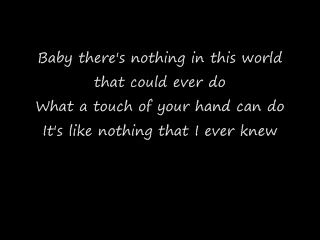 Baby there's nothing in this world
that could ever do
What a touch of your hand can do
It's like nothing that I ever knew